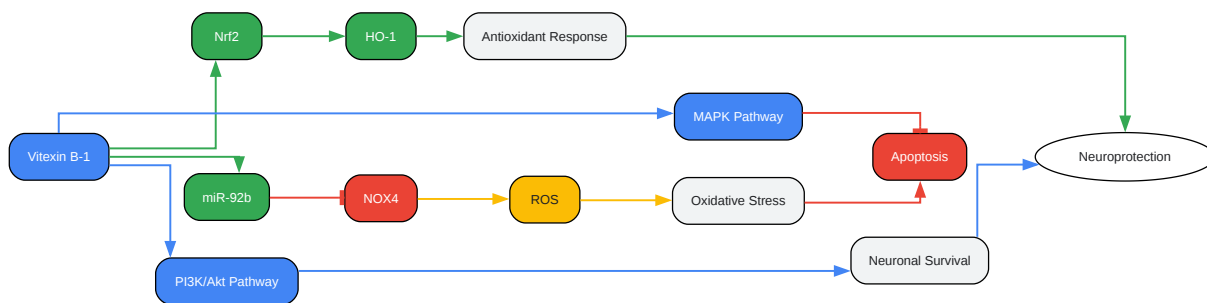 Nrf2
HO-1
Antioxidant Response
MAPK Pathway
Vitexin B-1
Apoptosis
Neuroprotection
miR-92b
NOX4
ROS
Oxidative Stress
Neuronal Survival
PI3K/Akt Pathway